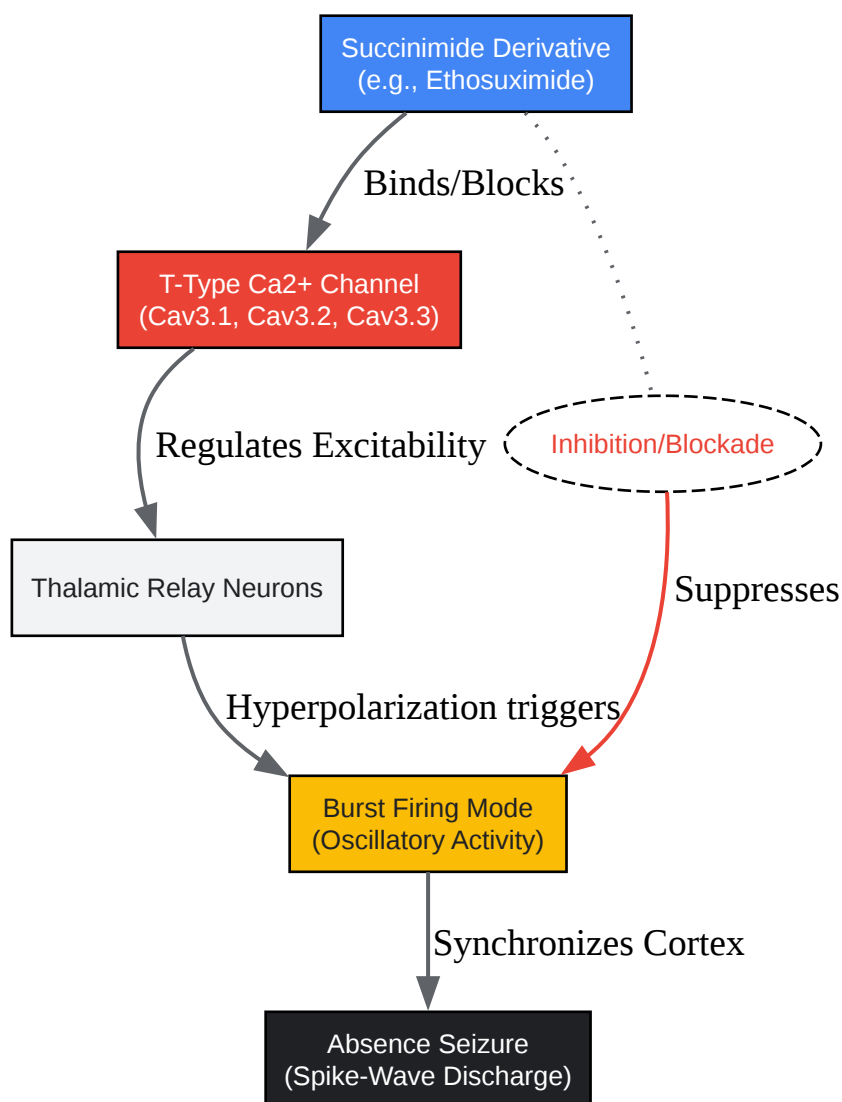 Succinimide Derivative
(e.g., Ethosuximide)
Binds/Blocks
T-Type Ca2+ Channel
(Cav3.1, Cav3.2, Cav3.3)
Regulates Excitability
Inhibition/Blockade
Thalamic Relay Neurons
Suppresses
Hyperpolarization triggers
Burst Firing Mode
(Oscillatory Activity)
Synchronizes Cortex
Absence Seizure
(Spike-Wave Discharge)